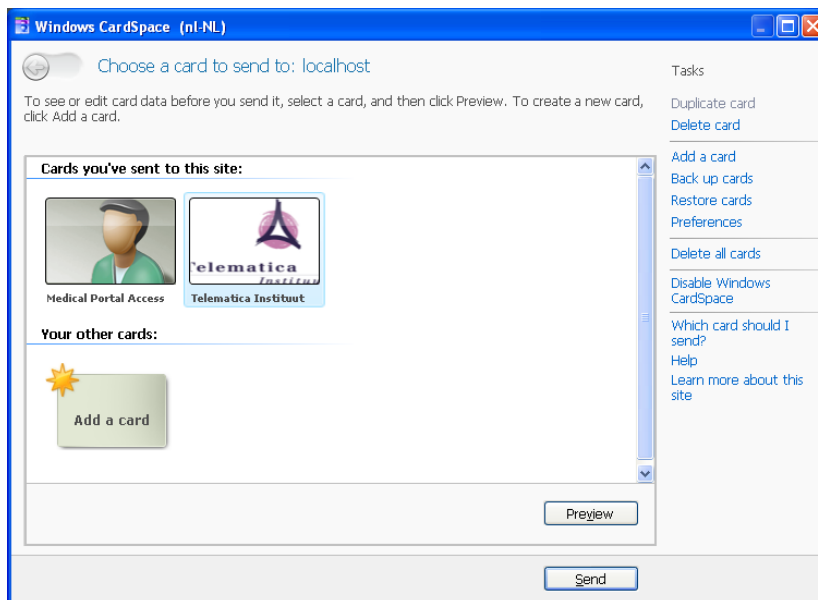 Windows CardSpace (nl-NL)
Choose a card to send to: localhost
To see or edit card data before you send it, select a card, and then click Preview. To create a new card,
click Add a card.
Cards you've sent to this site:
Telematica
Instituut
Medical Portal Access
Telematica Instituut
Your other cards:
Add a card
Preview
Send
Tasks
Duplicate card
Delete card
Add a card
Back up cards
Restore cards
Preferences
Delete all cards
Disable Windows
CardSpace
Which card should I
send?
Help
Learn more about this
site